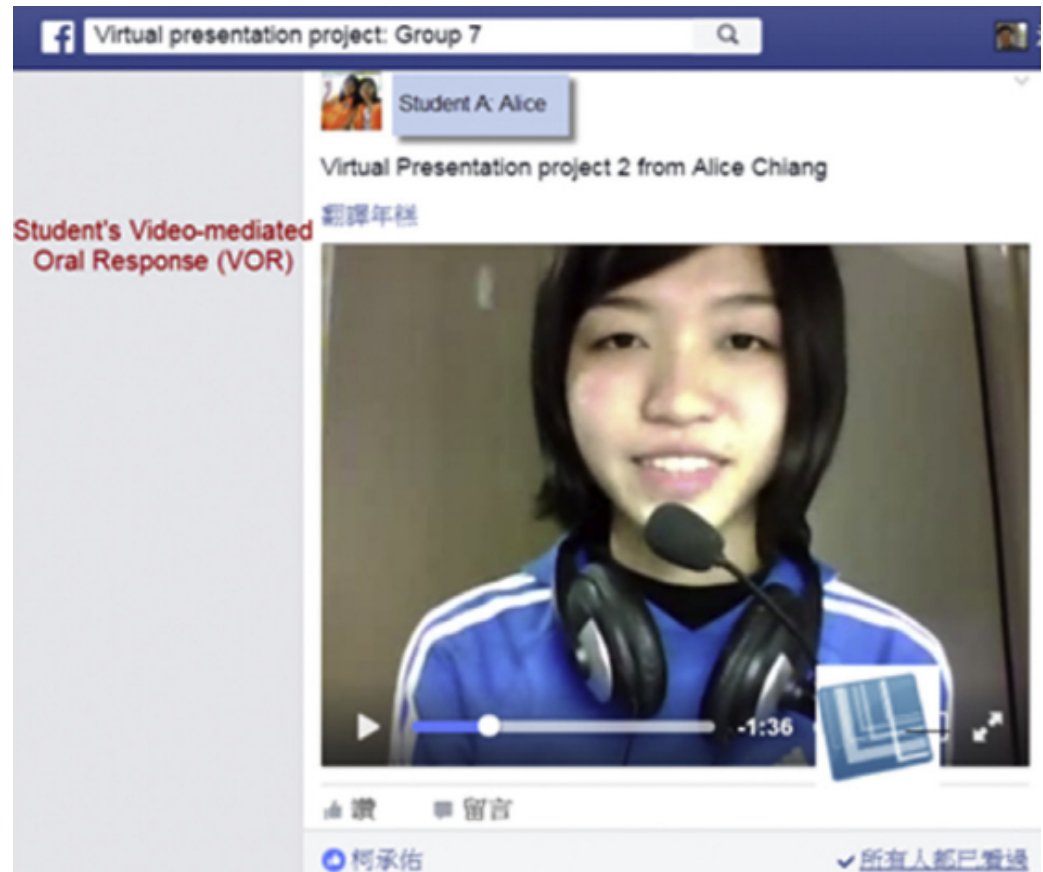 Virtual presentation project: Group 7
Student A: Alice
Virtual Presentation project 2 from Alice Chiang
翻譯年糕
Student's Video-mediated
Oral Response (VOR)
-1:36
讚 留言
柯承佑 所有人都已看過